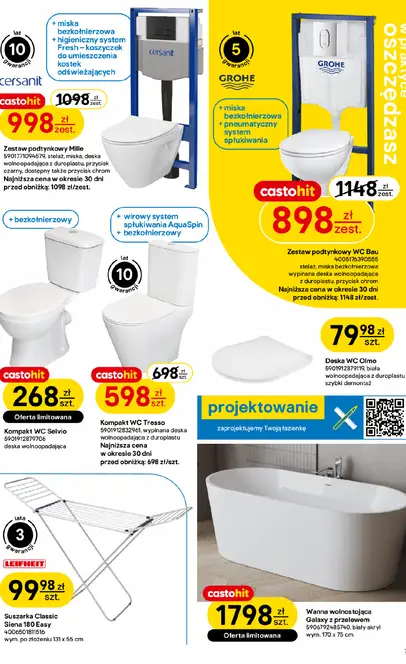 lata
10
cersanit
+ miska
bezkołnierzowa
+ higieniczny system
Fresh – koszyczek
do umieszczenia
kostek
odświeżających
cersanit
castohit
1098 zł
zest.
998 zł
zest.
Zestaw podtynkowy Mille
5901771094679, stelaż, miska, deska
wolnoopadająca z duroplastu, przycisk
czarny, dostępny także przycisk chrom
Najniższa cena w okresie 30 dni
przed obniżką: 1098 zł/zest.
lata
5
GROHE
GROHE
+ miska
bezkołnierzowa
+ pneumatyczny
system
spłukiwania
w praktyce
oszczędzasz
castohit
1148 zł
zest.
898 zł
zest.
Zestaw podtynkowy WC Bau
4005176390555
stelaż, miska bezkołnierzowa
wypinana deska wolnoopadająca
z duroplastu, przycisk chrom
Najniższa cena w okresie 30 dni
przed obniżką: 1148 zł/zest.
+ bezkołnierzowy
+ wirowy system
spłukiwania AquaSpin
+ bezkołnierzowy
lata
10
castohit
268 zł
szt.
Oferta limitowana
Kompakt WC Selvio
5901912879706
deska wolnoopadająca
castohit
698 zł
szt.
598 zł
szt.
Kompakt WC Tresso
5901912832961, wypinana deska
wolnoopadająca z duroplastu
Najniższa cena
w okresie 30 dni
przed obniżką: 698 zł/szt.
79 98 zł
szt.
Deska WC Olmo
5901912879119, biała
wolnoopadająca z duroplastu
szybki demontaż
projektowanie
zaprojektujemy Twoją łazienkę
lata
3
LEIFHEIT
99 98 zł
szt.
Suszarka Classic
Siena 180 Easy
4006501811516
wym. po złożeniu 131 x 55 cm
castohit
1798 zł
szt.
Oferta limitowana
Wanna wolnostojąca
Galaxy z przelewem
5906792485740, biały akryl
wym. 170 x 75 cm